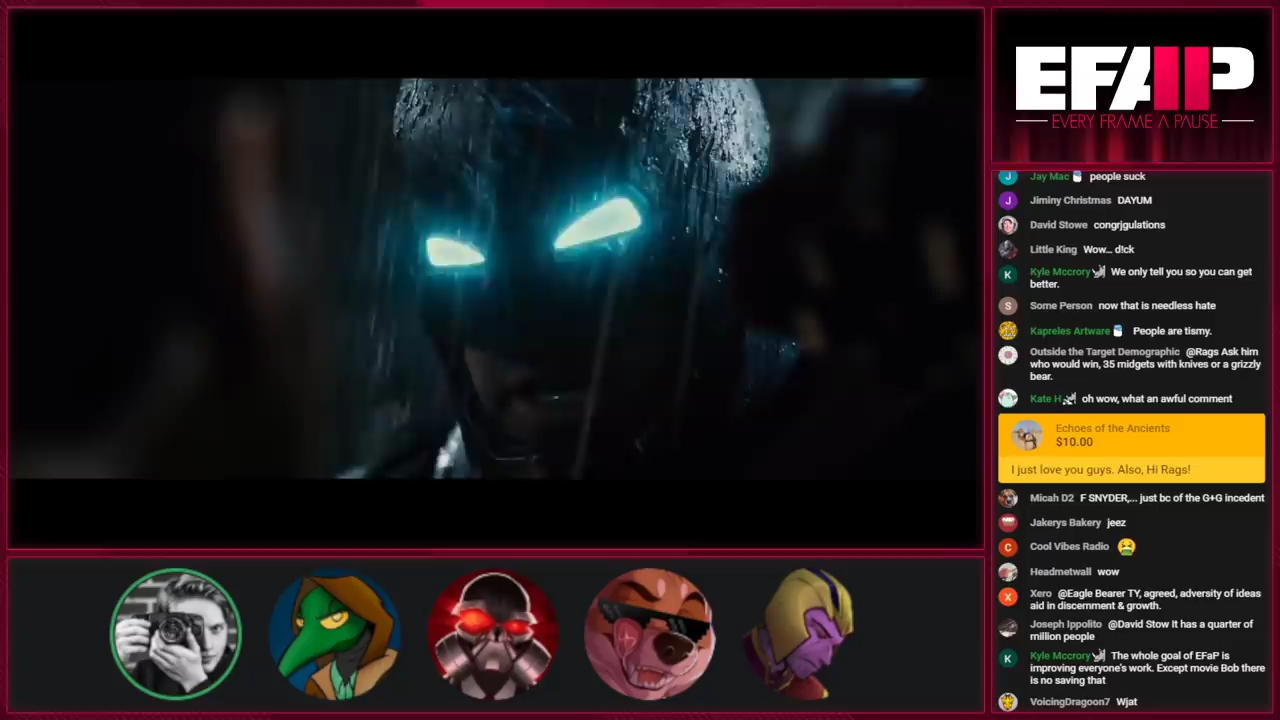 EFAP
EVERY FRAME A PAUSE
Jay Mac people suck
Jiminy Christmas DAYUM
David Stowe congrjgulations
Little King Wow... d!ck
Kyle Mccrory We only tell you so you can get
better.
Some Person now that is needless hate
Kapreles Artware People are tismy.
Outside the Target Demographic @Rags Ask him
who would win, 35 midgets with knives or a grizzly
bear.
Kate H oh wow, what an awful comment
Echoes of the Ancients
$10.00
I just love you guys. Also, Hi Rags!
Micah D2 F SNYDER,... just bc of the G+G incedent
Jakerys Bakery jeez
Cool Vibes Radio
Headmetwall wow
Xero @Eagle Bearer TY, agreed, adversity of ideas
aid in discernment & growth.
Joseph Ippolito @David Stow It has a quarter of
million people
Kyle Mccrory The whole goal of EFaP is
improving everyone's work. Except movie Bob there
is no saving that
VoicingDragoon7 Wjat